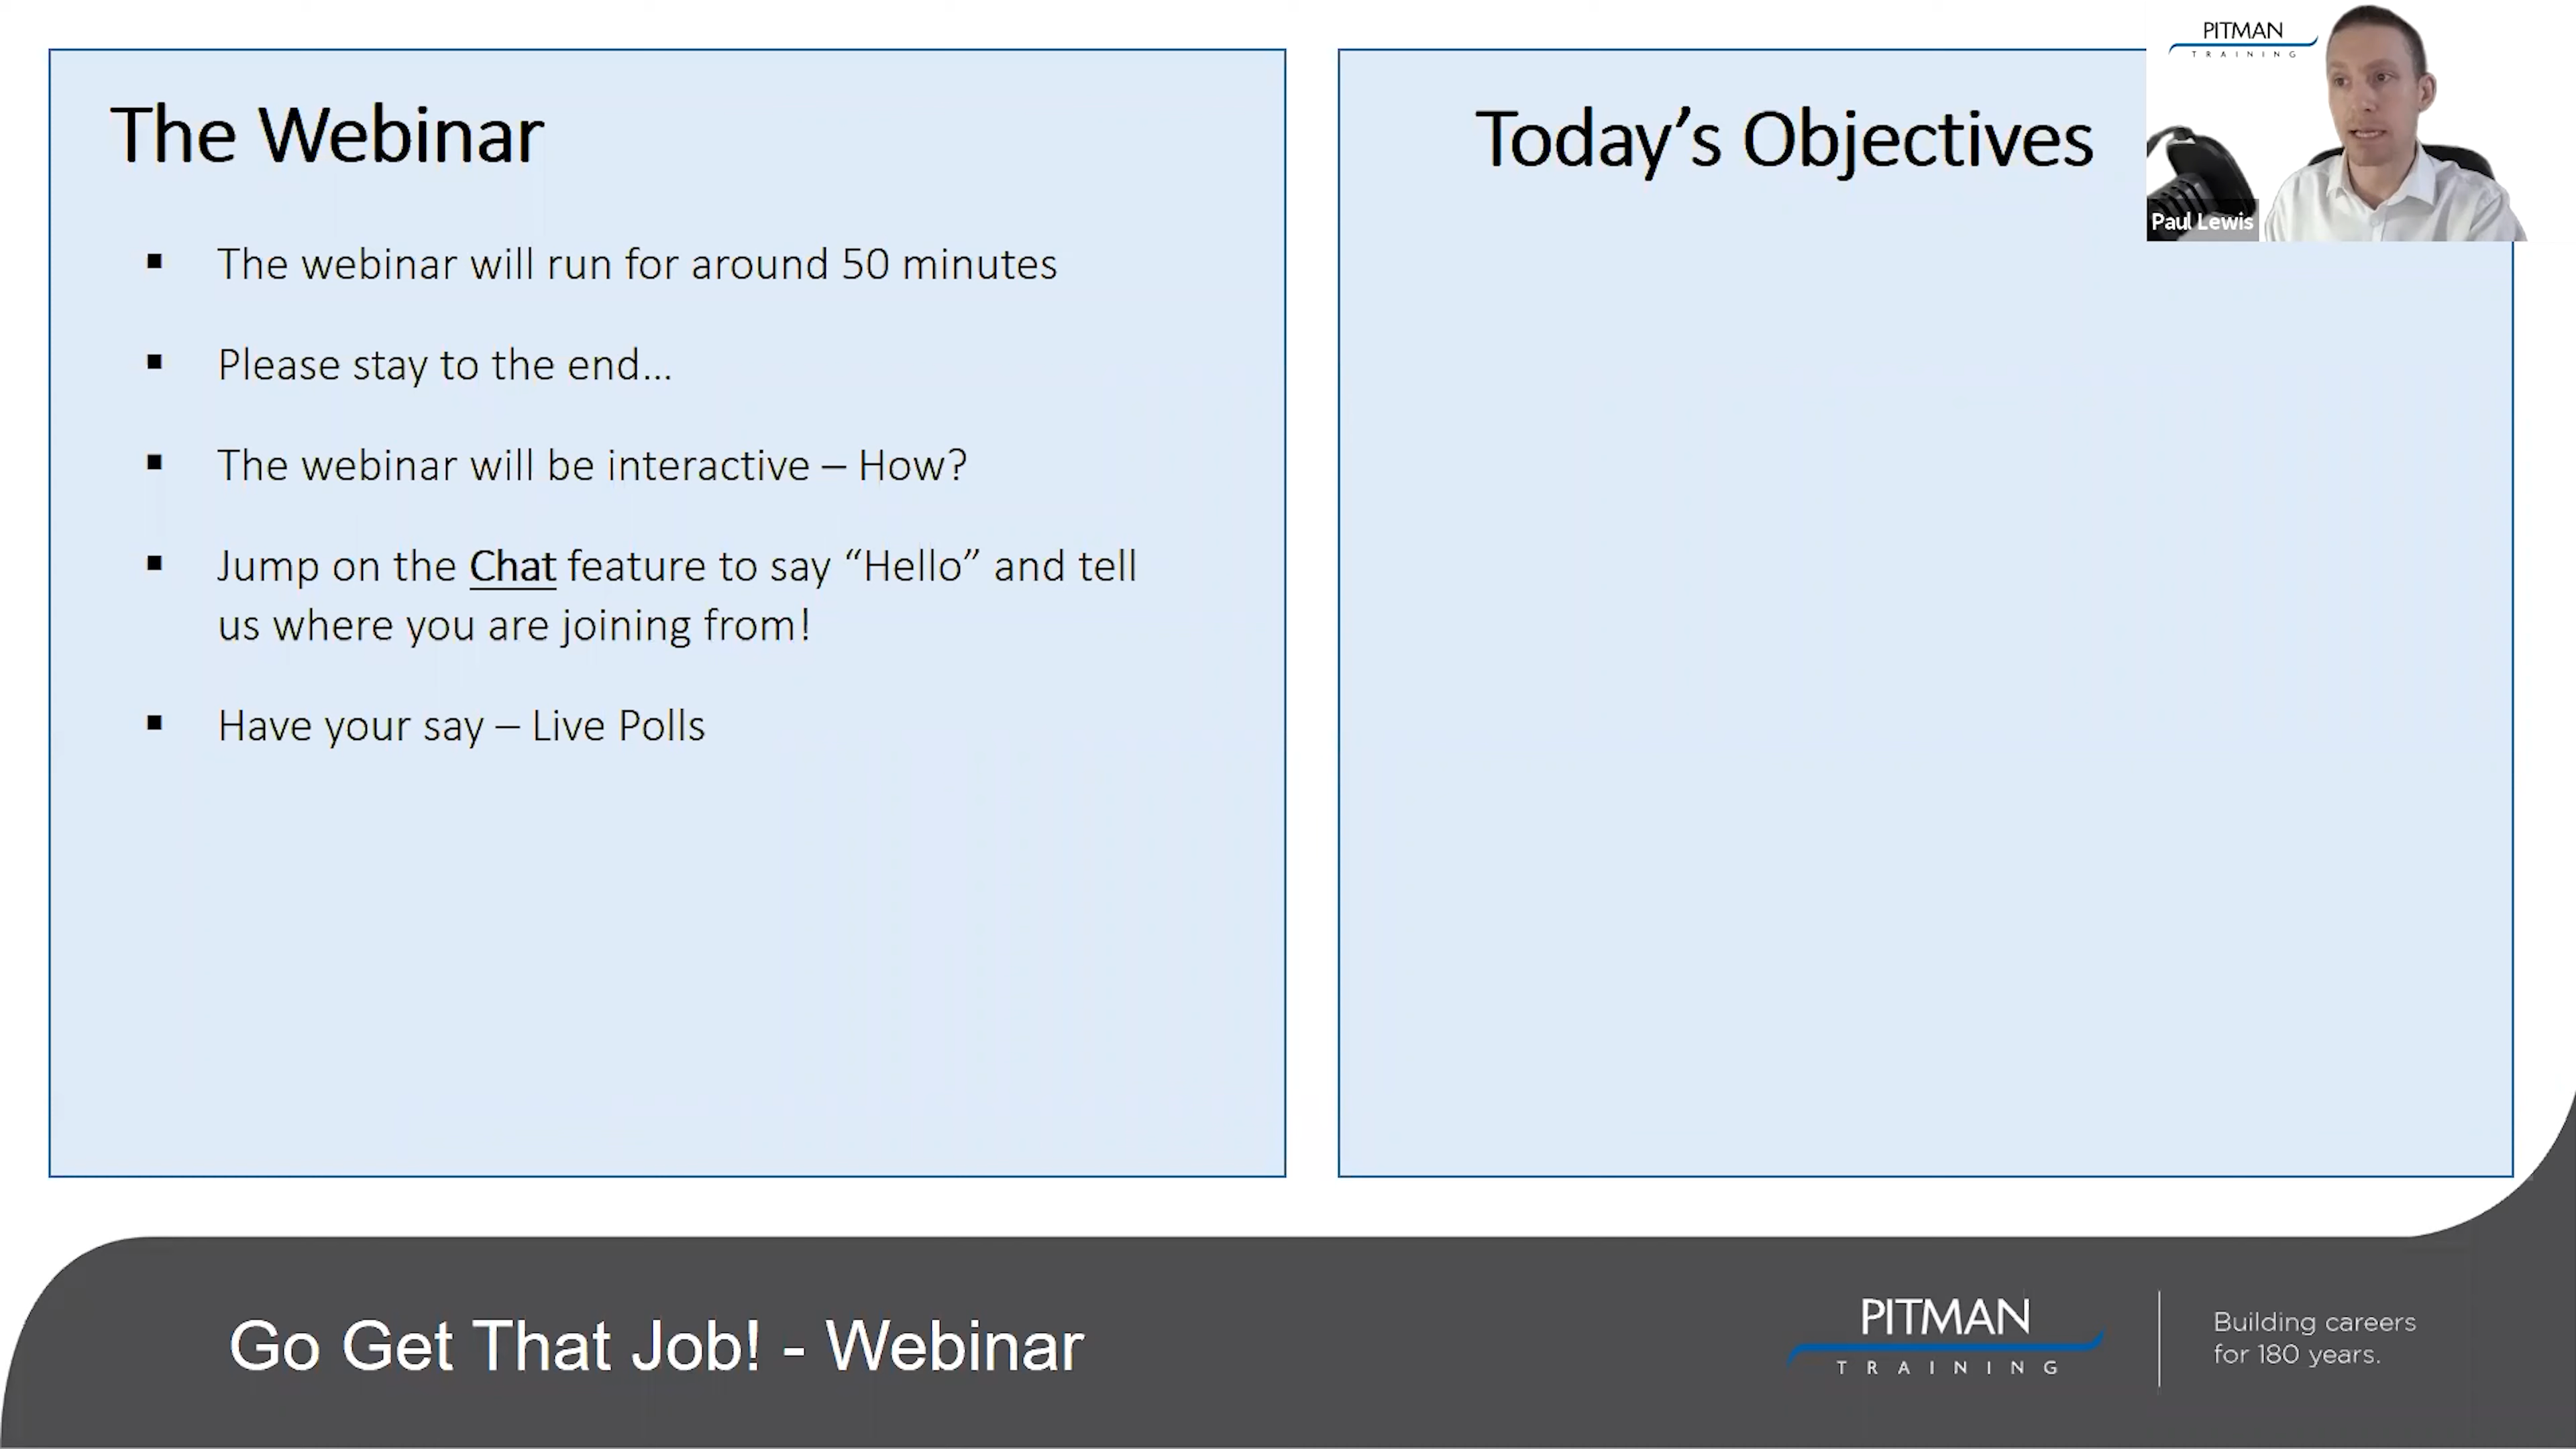 The Webinar
▪ The webinar will run for around 50 minutes
▪ Please stay to the end...
▪ The webinar will be interactive – How?
▪ Jump on the Chat feature to say “Hello” and tell
us where you are joining from!
▪ Have your say – Live Polls
Today’s Objectives
PITMAN
TRAINING
Paul Lewis
Go Get That Job! - Webinar
PITMAN
TRAINING
Building careers
for 180 years.